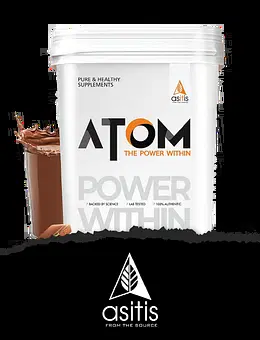 PURE & HEALTHY
SUPPLEMENTS
asitis
ATOM
THE POWER WITHIN
POWER
WITHIN
BACKED BY SCIENCE LAB TESTED 100% AUTHENTIC
asitis
FROM THE SOURCE